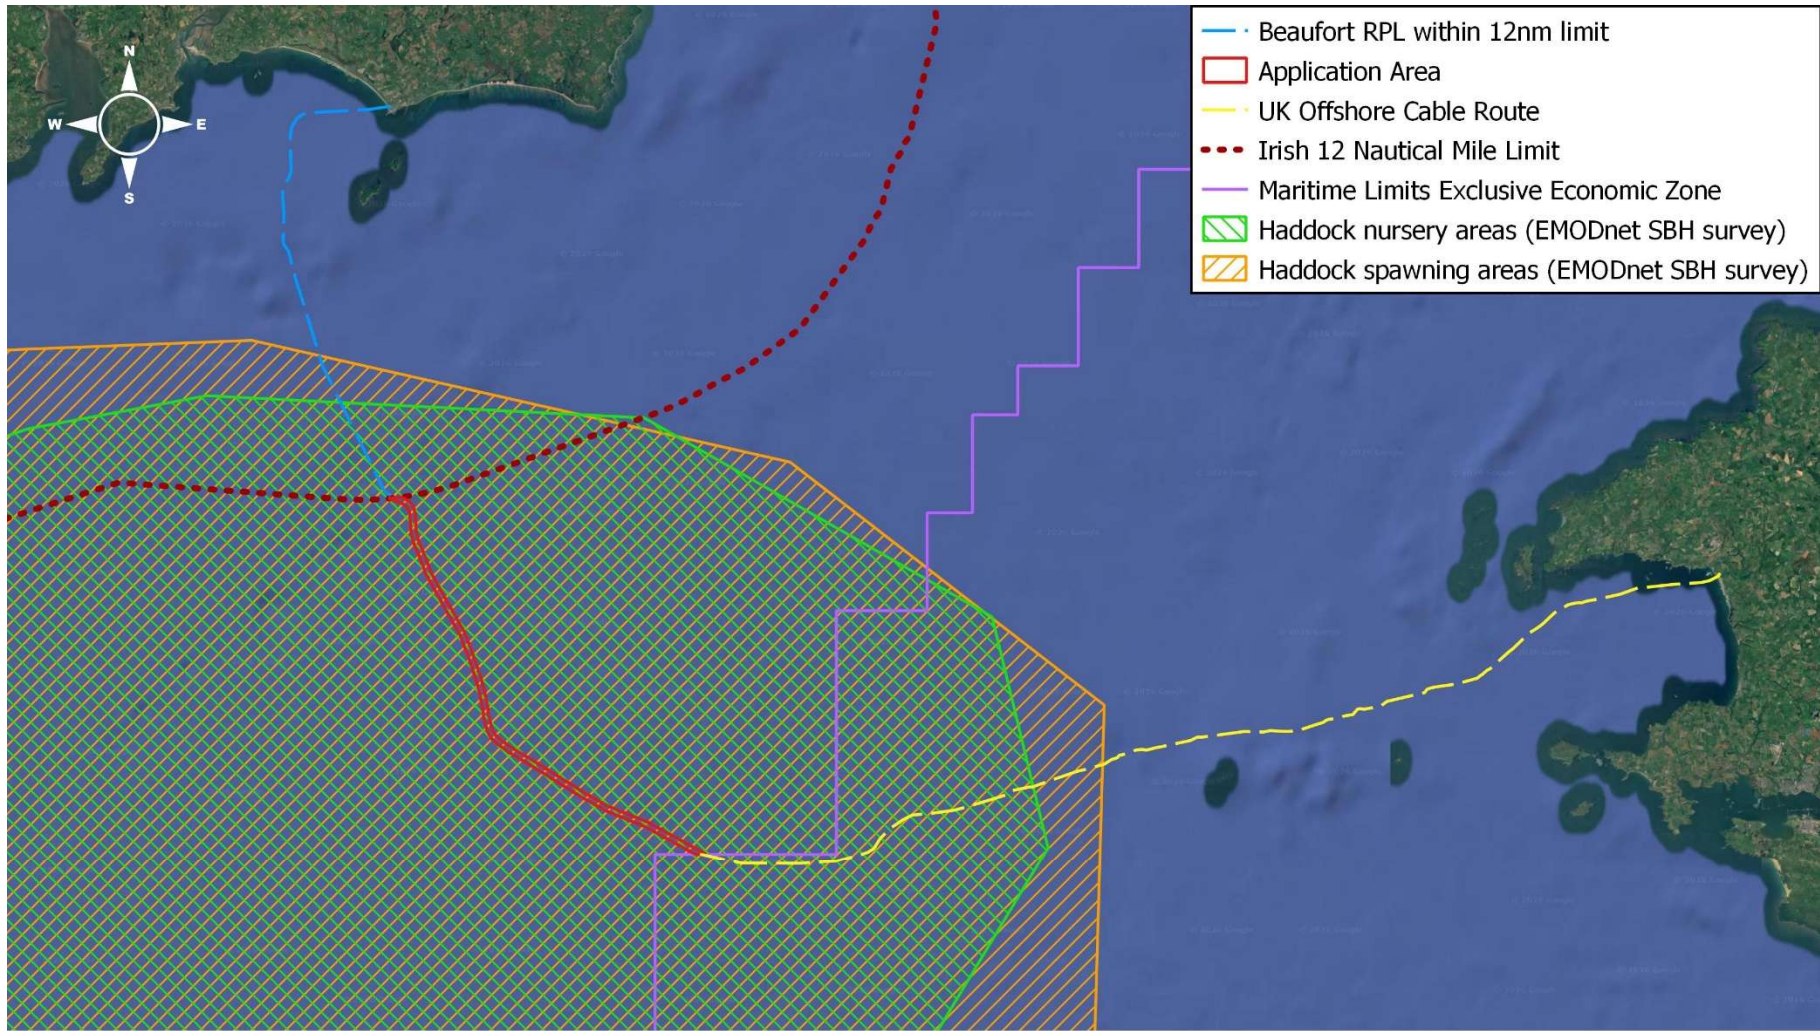 N
W
E
S
Beaufort RPL within 12nm limit
Application Area
UK Offshore Cable Route
Irish 12 Nautical Mile Limit
Maritime Limits Exclusive Economic Zone
Haddock nursery areas (EMODnet SBH survey)
Haddock spawning areas (EMODnet SBH survey)